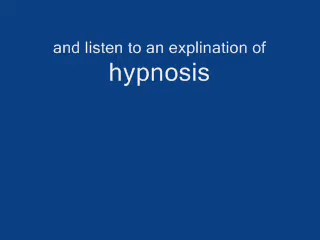 and listen to an explination of
hypnosis